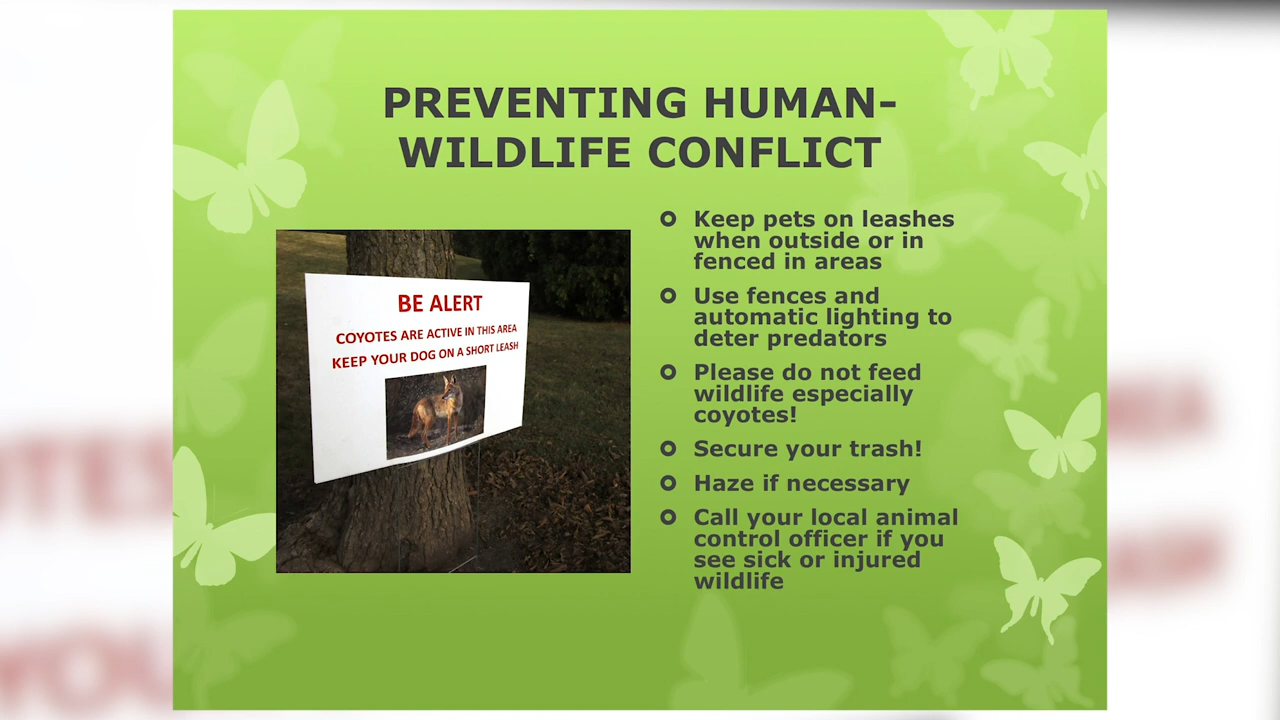 PREVENTING HUMAN-
WILDLIFE CONFLICT
BE ALERT
COYOTES ARE ACTIVE IN THIS AREA
KEEP YOUR DOG ON A SHORT LEASH
Keep pets on leashes
when outside or in
fenced in areas
Use fences and
automatic lighting to
deter predators
Please do not feed
wildlife especially
coyotes!
Secure your trash!
Haze if necessary
Call your local animal
control officer if you
see sick or injured
wildlife